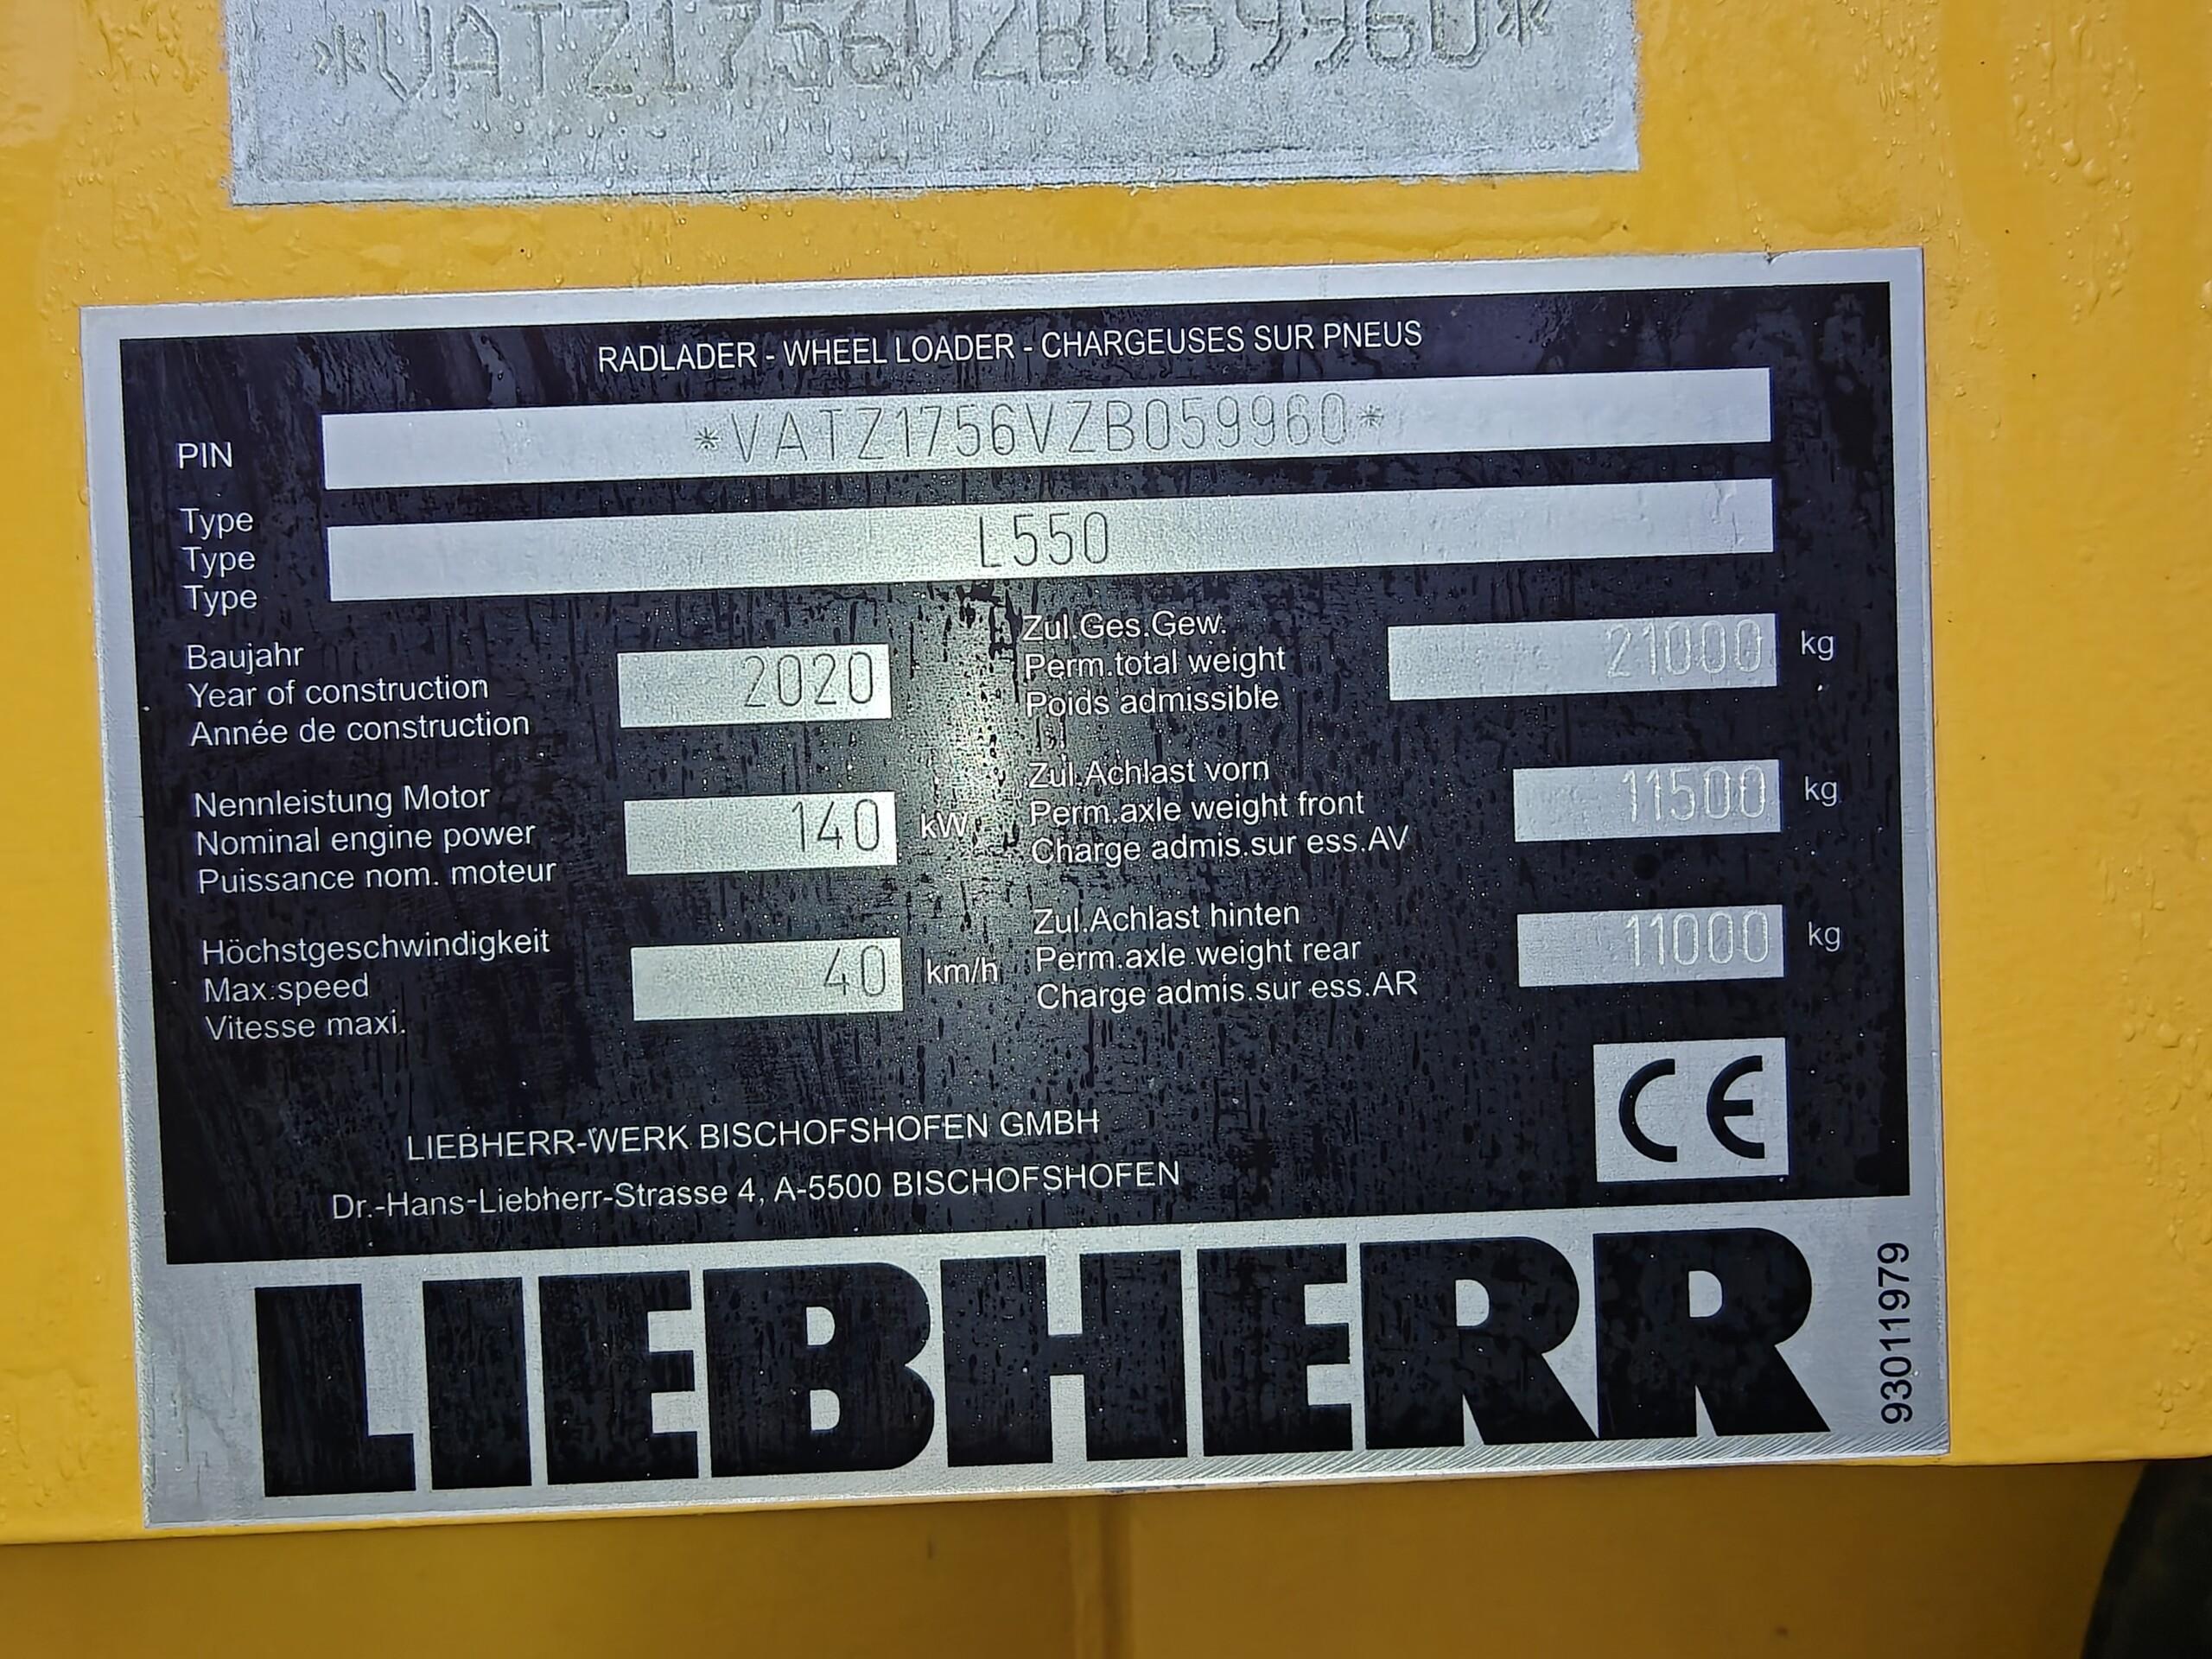 *VATZ1756VZB059960*
RADLADER - WHEEL LOADER - CHARGEUSES SUR PNEUS
PIN *VATZ1756VZB059960*
Type
Type L550
Type
Baujahr
Year of construction 2020
Année de construction
Zul.Ges.Gew.
Perm.total weight 21000 kg
Poids admissible
Nennleistung Motor
Nominal engine power 140 kW
Puissance nom. moteur
Zul.Achlast vorn
Perm.axle weight front 11500 kg
Charge admis.sur ess.AV
Höchstgeschwindigkeit
Max.speed 40 km/h
Vitesse maxi.
Zul.Achlast hinten
Perm.axle weight rear 11000 kg
Charge admis.sur ess.AR
CE
LIEBHERR-WERK BISCHOFSHOFEN GMBH
Dr.-Hans-Liebherr-Strasse 4, A-5500 BISCHOFSHOFEN
LIEBHERR
93011979